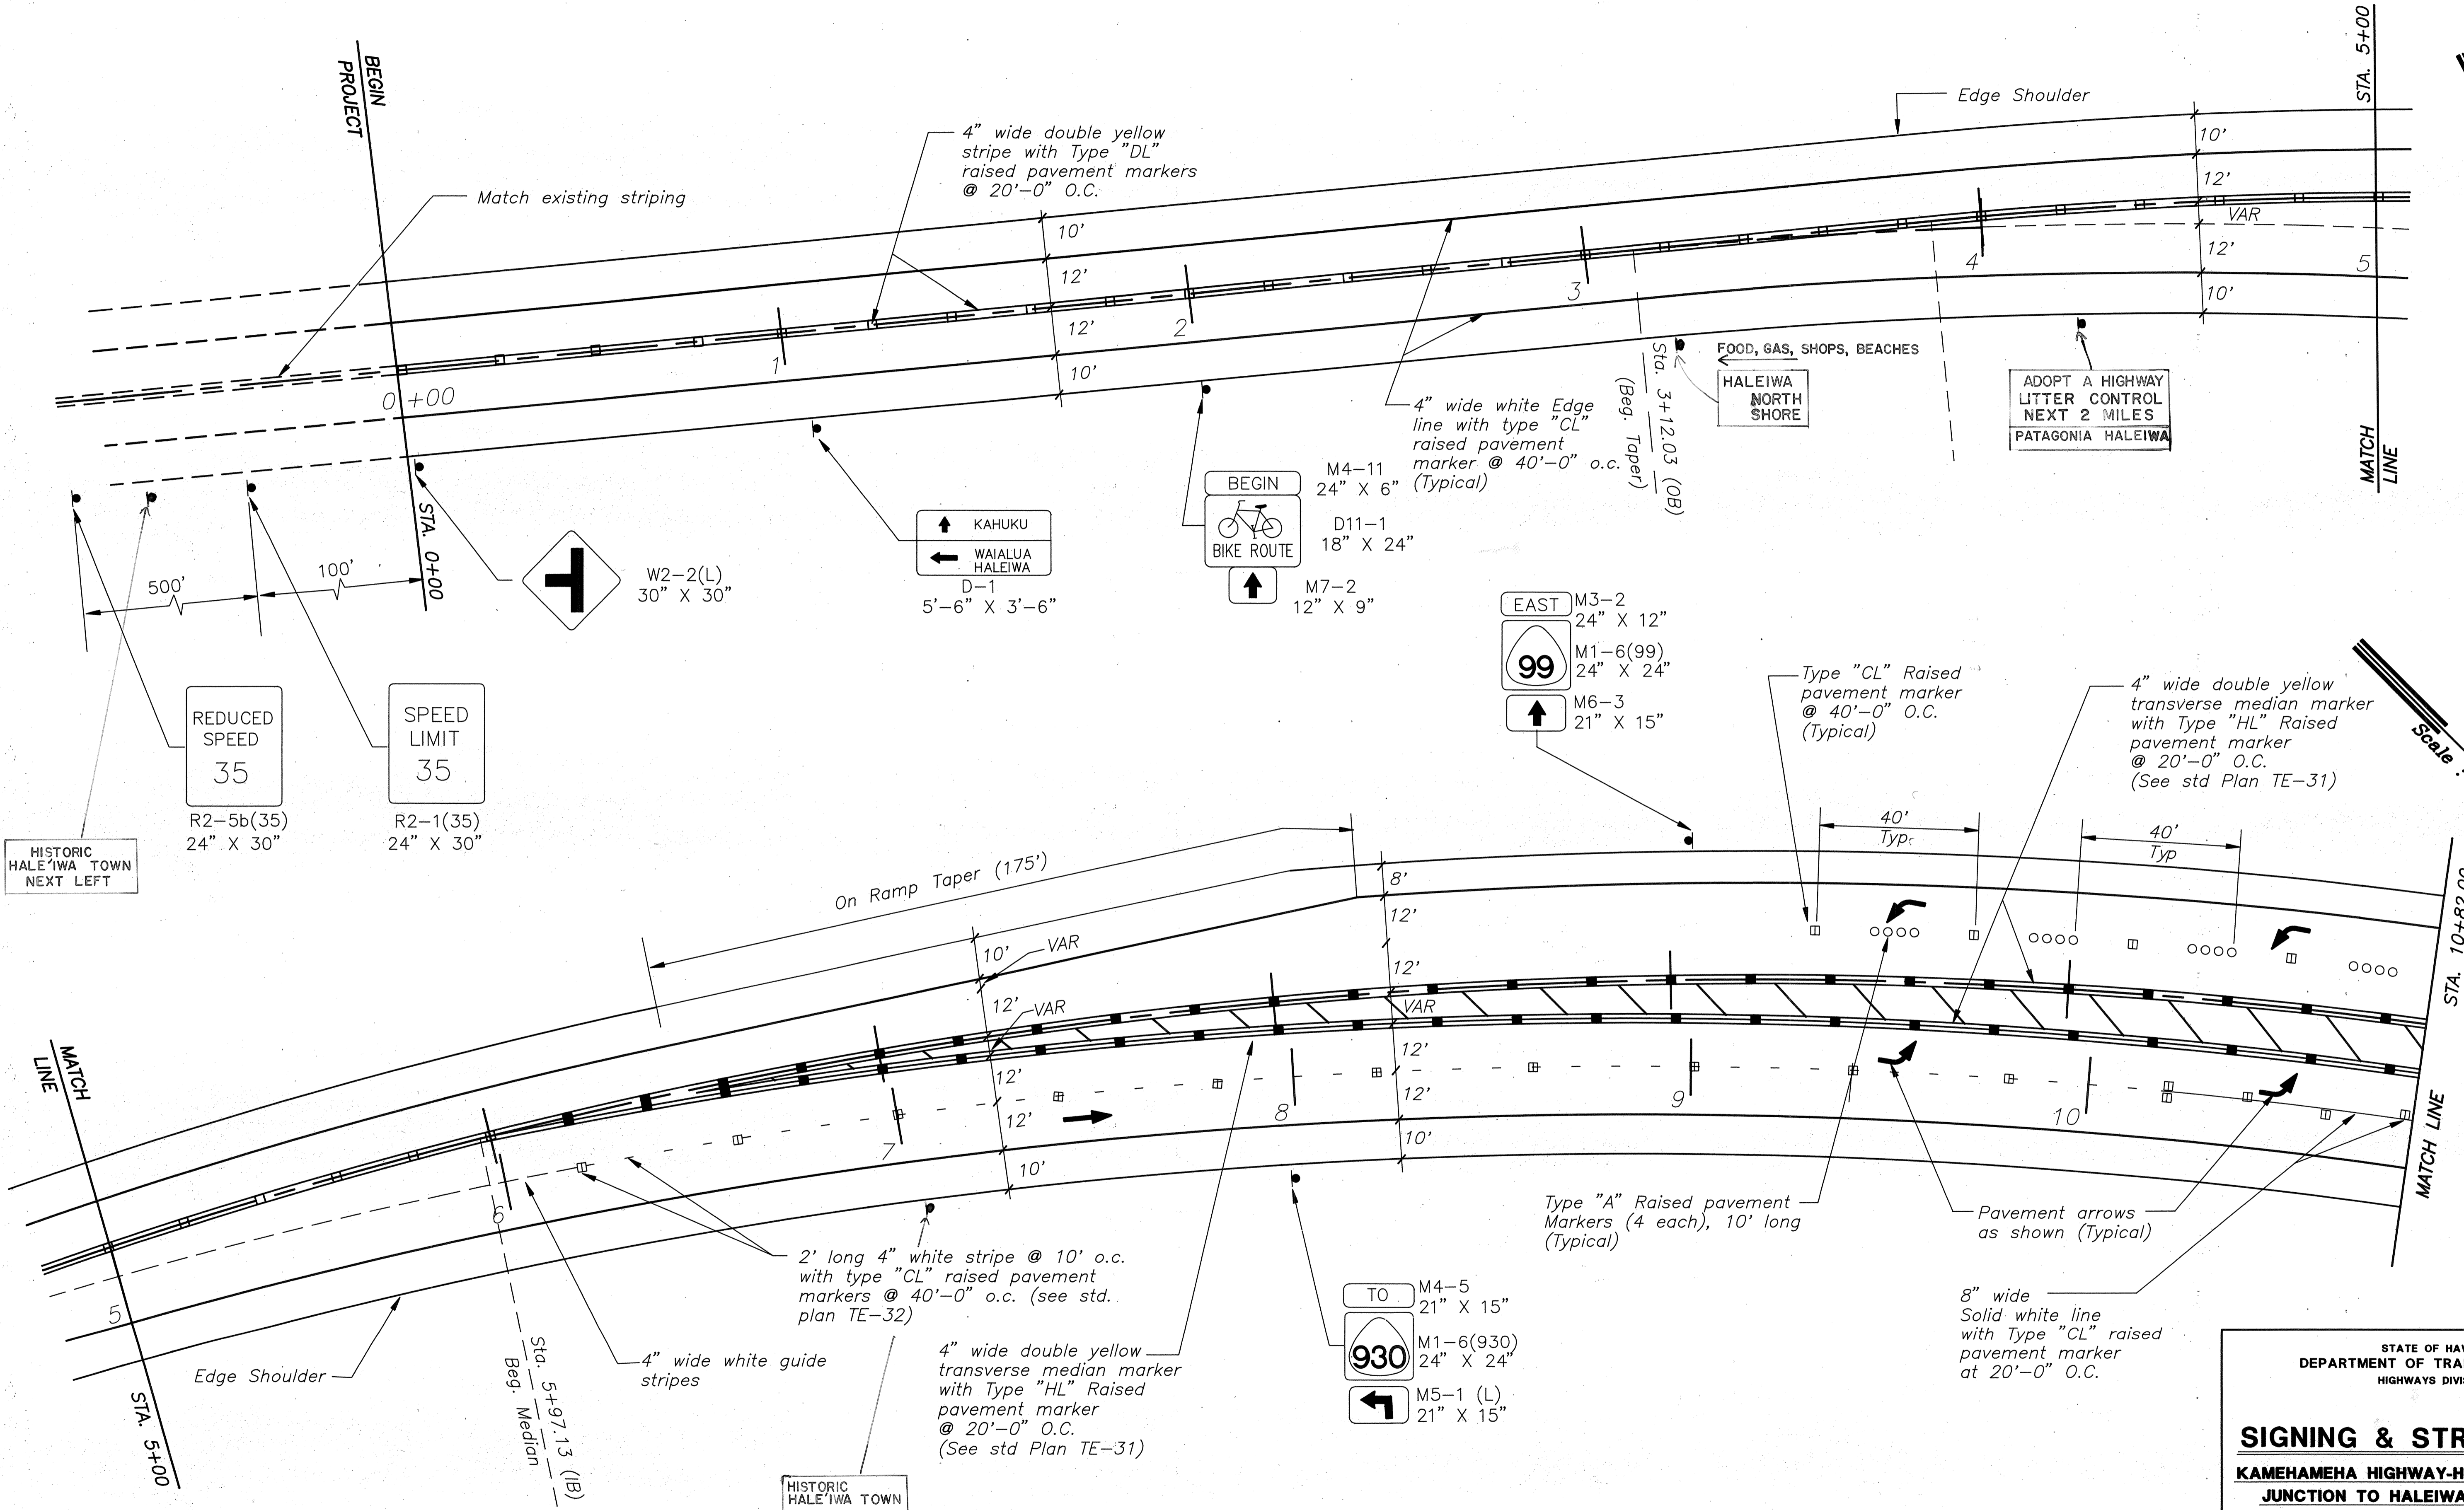 BEGIN
PROJECT
Match existing striping
4" wide double yellow
stripe with Type "DL"
raised pavement markers
@ 20'-0" O.C.
Edge Shoulder
STA. 5+00
10'
12'
12'
10'
10'
12'
VAR
12'
10'
0+00
1
2
3
4
5
STA. 0+00
500'
100'
W2-2(L)
30" X 30"
KAHUKU
WAIALUA
HALEIWA
D-1
5'-6" X 3'-6"
BEGIN
BIKE ROUTE
M4-11
24" X 6"
D11-1
18" X 24"
M7-2
12" X 9"
4" wide white Edge
line with type "CL"
raised pavement
marker @ 40'-0" o.c.
(Typical)
Sta. 3+12.03 (OB)
(Beg. Taper)
FOOD, GAS, SHOPS, BEACHES
HALEIWA
NORTH
SHORE
ADOPT A HIGHWAY
LITTER CONTROL
NEXT 2 MILES
PATAGONIA HALEIWA
MATCH
LINE
REDUCED
SPEED
35
R2-5b(35)
24" X 30"
SPEED
LIMIT
35
R2-1(35)
24" X 30"
HISTORIC
HALE'IWA TOWN
NEXT LEFT
EAST
M3-2
24" X 12"
99
M1-6(99)
24" X 24"
M6-3
21" X 15"
Type "CL" Raised
pavement marker
@ 40'-0" O.C.
(Typical)
4" wide double yellow
transverse median marker
with Type "HL" Raised
pavement marker
@ 20'-0" O.C.
(See std Plan TE-31)
Scale
40'
Typ
40'
Typ
On Ramp Taper (175')
10'
VAR
12'
VAR
12'
12'
10'
8'
12'
12'
VAR
12'
12'
10'
MATCH
LINE
5
6
7
8
9
10
STA. 5+00
Edge Shoulder
Sta. 5+97.13 (IB)
Beg. Median
4" wide white guide
stripes
2' long 4" white stripe @ 10' o.c.
with type "CL" raised pavement
markers @ 40'-0" o.c. (see std.
plan TE-32)
4" wide double yellow
transverse median marker
with Type "HL" Raised
pavement marker
@ 20'-0" O.C.
(See std Plan TE-31)
HISTORIC
HALE'IWA TOWN
TO
M4-5
21" X 15"
930
M1-6(930)
24" X 24"
M5-1 (L)
21" X 15"
Type "A" Raised pavement
Markers (4 each), 10' long
(Typical)
Pavement arrows
as shown (Typical)
8" wide
Solid white line
with Type "CL" raised
pavement marker
at 20'-0" O.C.
STA.
MATCH LINE
STATE OF
DEPARTMENT OF
HIGHWAYS
SIGNING &
KAMEHAMEHA
JUNCTION TO